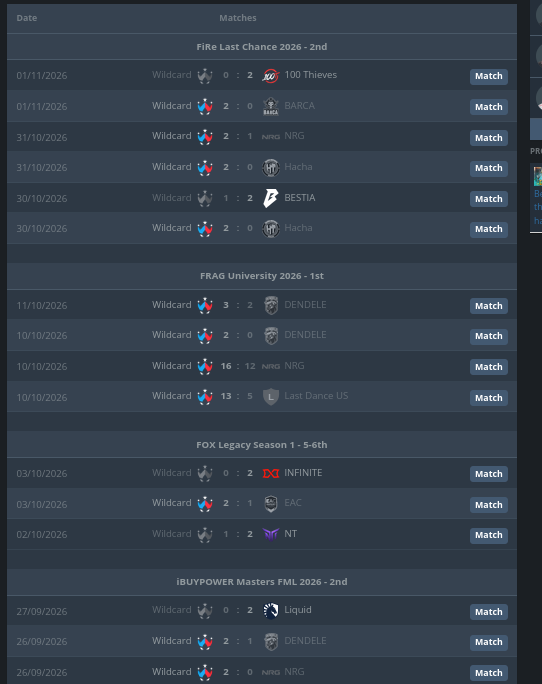 Date Matches
FiRe Last Chance 2026 - 2nd
01/11/2026 Wildcard 0 : 2 100 Thieves Match
01/11/2026 Wildcard 2 : 0 BARCA Match
31/10/2026 Wildcard 2 : 1 NRG NRG Match
31/10/2026 Wildcard 2 : 0 Hacha Match
30/10/2026 Wildcard 1 : 2 BESTIA Match
30/10/2026 Wildcard 2 : 0 Hacha Match
FRAG University 2026 - 1st
11/10/2026 Wildcard 3 : 2 DENDELE Match
10/10/2026 Wildcard 2 : 0 DENDELE Match
10/10/2026 Wildcard 16 : 12 NRG NRG Match
10/10/2026 Wildcard 13 : 5 Last Dance US Match
FOX Legacy Season 1 - 5-6th
03/10/2026 Wildcard 0 : 2 INFINITE Match
03/10/2026 Wildcard 2 : 1 EAC Match
02/10/2026 Wildcard 1 : 2 NT Match
iBUYPOWER Masters FML 2026 - 2nd
27/09/2026 Wildcard 0 : 2 Liquid Match
26/09/2026 Wildcard 2 : 1 DENDELE Match
26/09/2026 Wildcard 2 : 0 NRG NRG Match